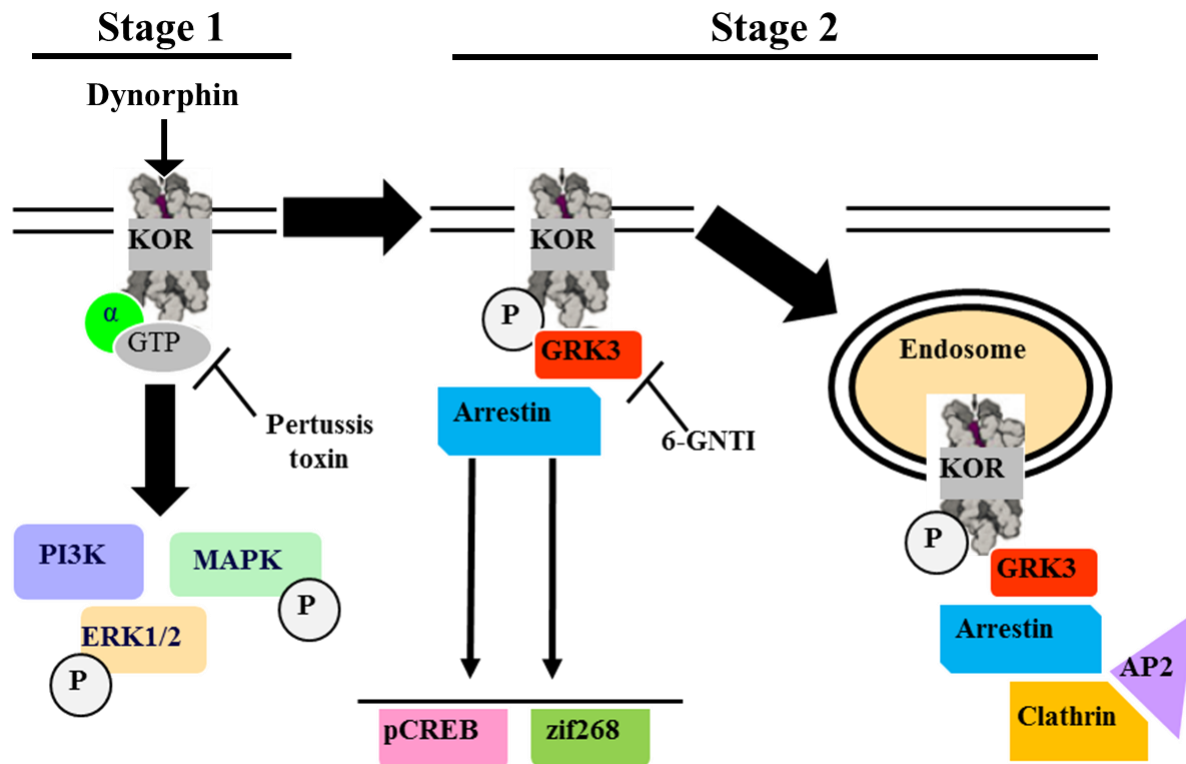 Stage 1
Stage 2
Dynorphin
KOR
α
GTP
Pertussis
toxin
PI3K
MAPK
P
ERK1/2
P
KOR
P
GRK3
Arrestin
6-GNTI
pCREB
zif268
Endosome
KOR
P
GRK3
Arrestin
AP2
Clathrin